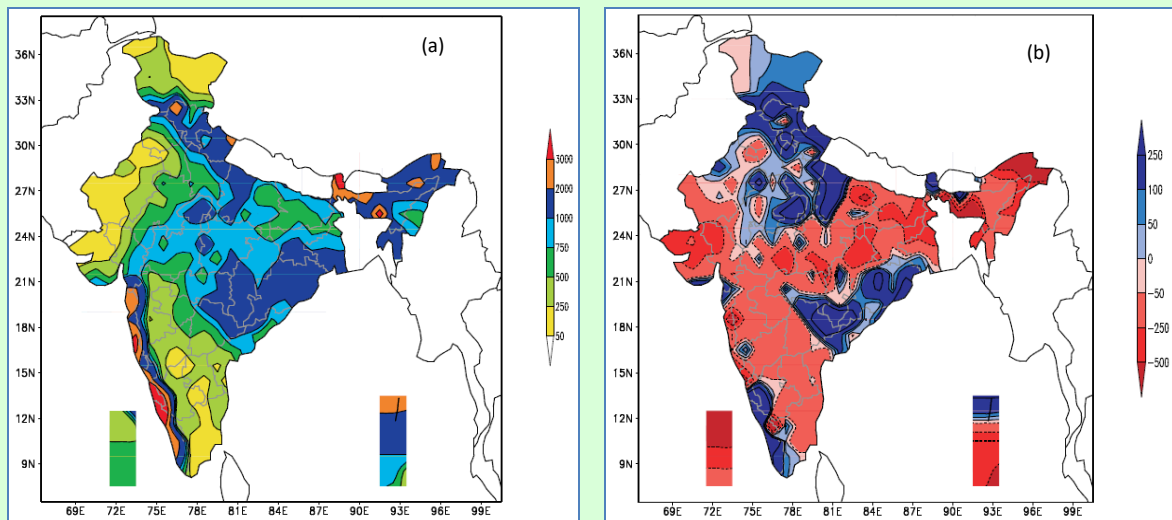 (a)
36N
33N
30N
27N
24N
21N
18N
15N
12N
9N
69E 72E 75E 78E 81E 84E 87E 90E 93E 96E 99E
3000
2000
1000
750
500
250
50
(b)
36N
33N
30N
27N
24N
21N
18N
15N
12N
9N
69E 72E 75E 78E 81E 84E 87E 90E 93E 96E 99E
250
100
50
0
−50
−100
−250
−500